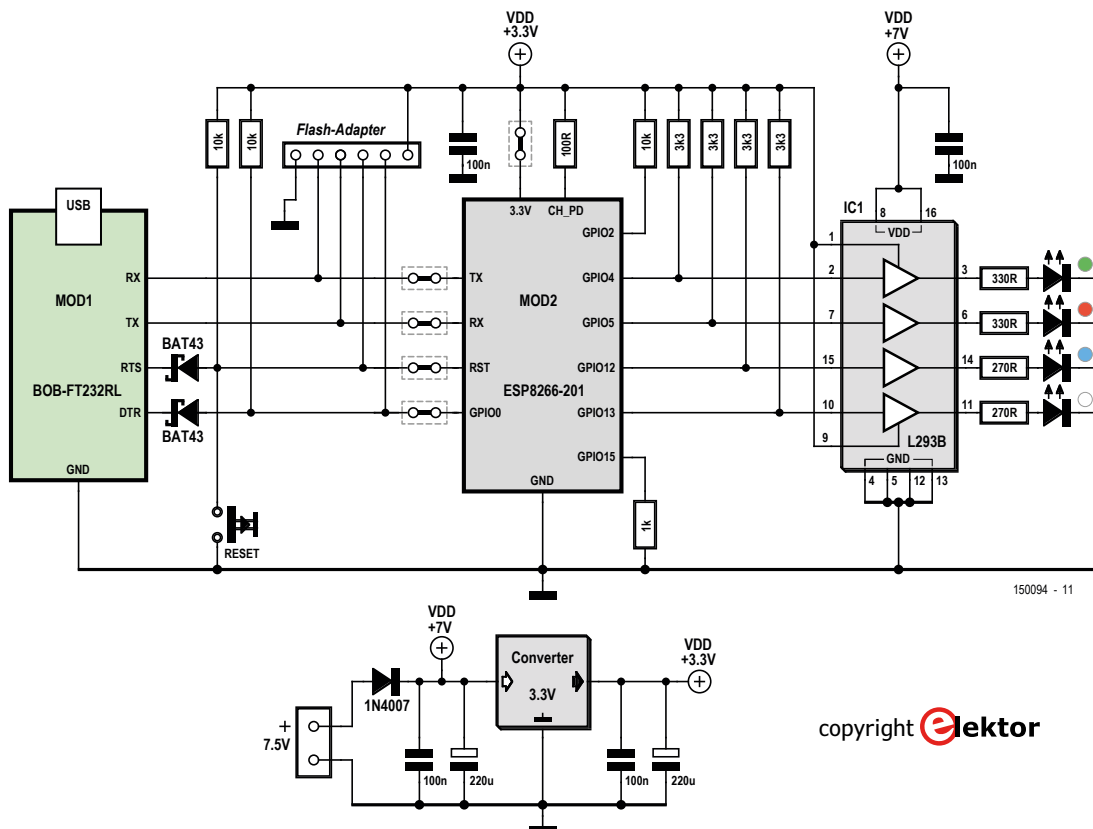 VDD
+3.3V
VDD
+7V
10k
10k
Flash-Adapter
100n
100R
10k
3k3
3k3
3k3
3k3
100n
USB
3.3V
CH_PD
IC1
8
16
VDD
GPIO2
1
RX
TX
GPIO4
2
3
330R
MOD1
MOD2
TX
RX
GPIO5
7
6
330R
BAT43
RTS
RST
GPIO12
15
14
270R
BOB-FT232RL
ESP8266-201
DTR
GPIO0
GPIO13
10
11
270R
BAT43
9
L293B
GPIO15
GND
GND
GND
4
5
12
13
1k
RESET
150094 - 11
VDD
+7V
VDD
+3.3V
Converter
3.3V
1N4007
+
7.5V
100n
220u
100n
220u
copyright elektor